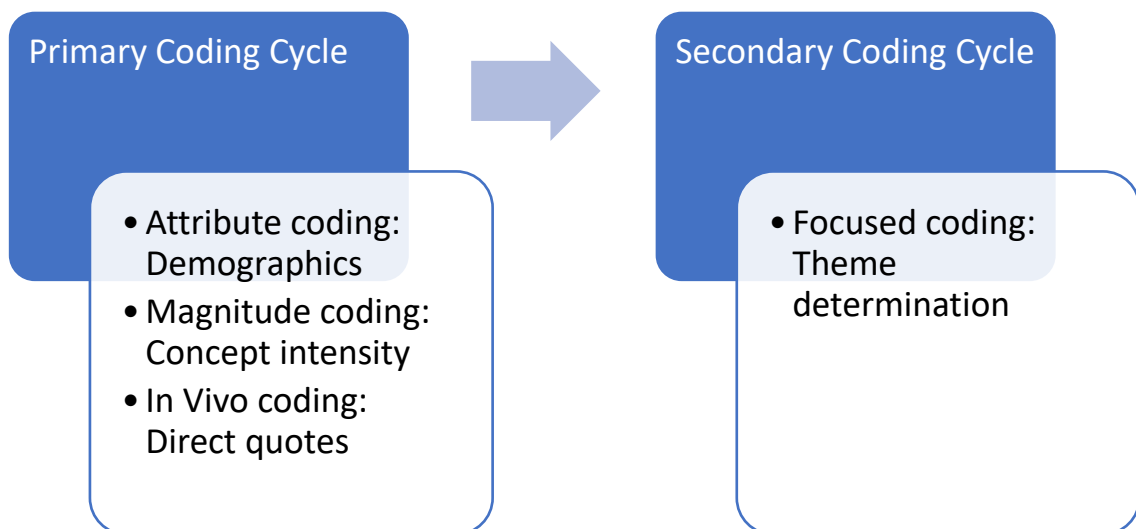 Primary Coding Cycle
• Attribute coding:
Demographics
• Magnitude coding:
Concept intensity
• In Vivo coding:
Direct quotes
Secondary Coding Cycle
• Focused coding:
Theme
determination